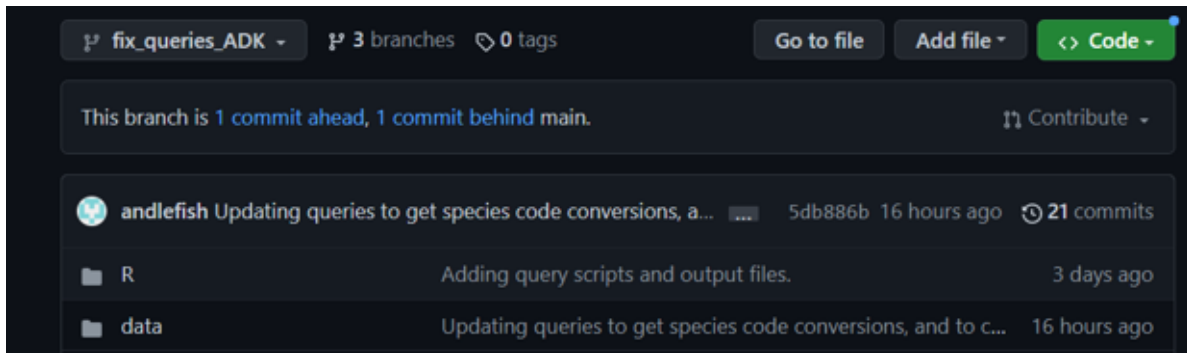 fix_queries_ADK 3 branches 0 tags Go to file Add file <> Code
This branch is 1 commit ahead, 1 commit behind main. Contribute
andlefish Updating queries to get species code conversions, a... ... 5db886b 16 hours ago 21 commits
R Adding query scripts and output files. 3 days ago
data Updating queries to get species code conversions, and to c... 16 hours ago